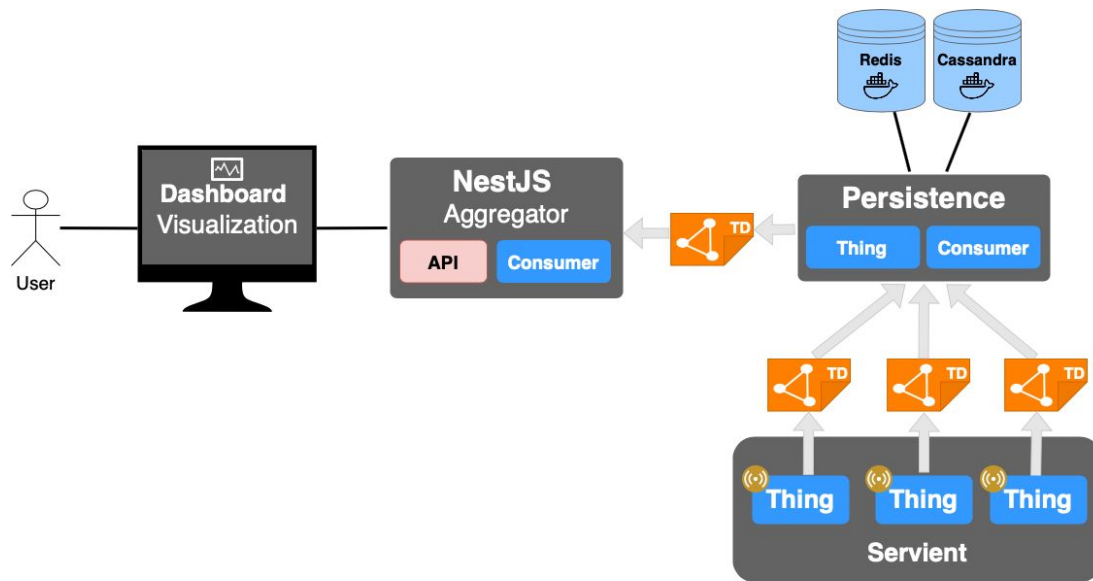 Redis
Cassandra
Dashboard
Visualization
User
NestJS
Aggregator
API
Consumer
TD
Persistence
Thing
Consumer
TD
TD
TD
Thing
Thing
Thing
Servient